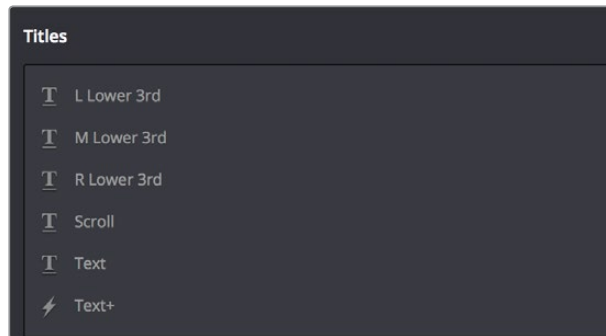 Titles
L Lower 3rd
M Lower 3rd
R Lower 3rd
Scroll
Text
Text+